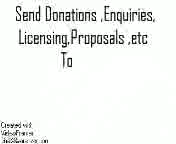 Send Donations ,Enquiries,
Licensing,Proposals ,etc
To
Created with